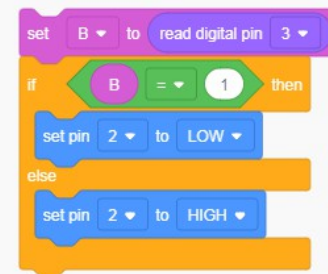 set B to read digital pin 3
if B = 1 then
set pin 2 to LOW
else
set pin 2 to HIGH